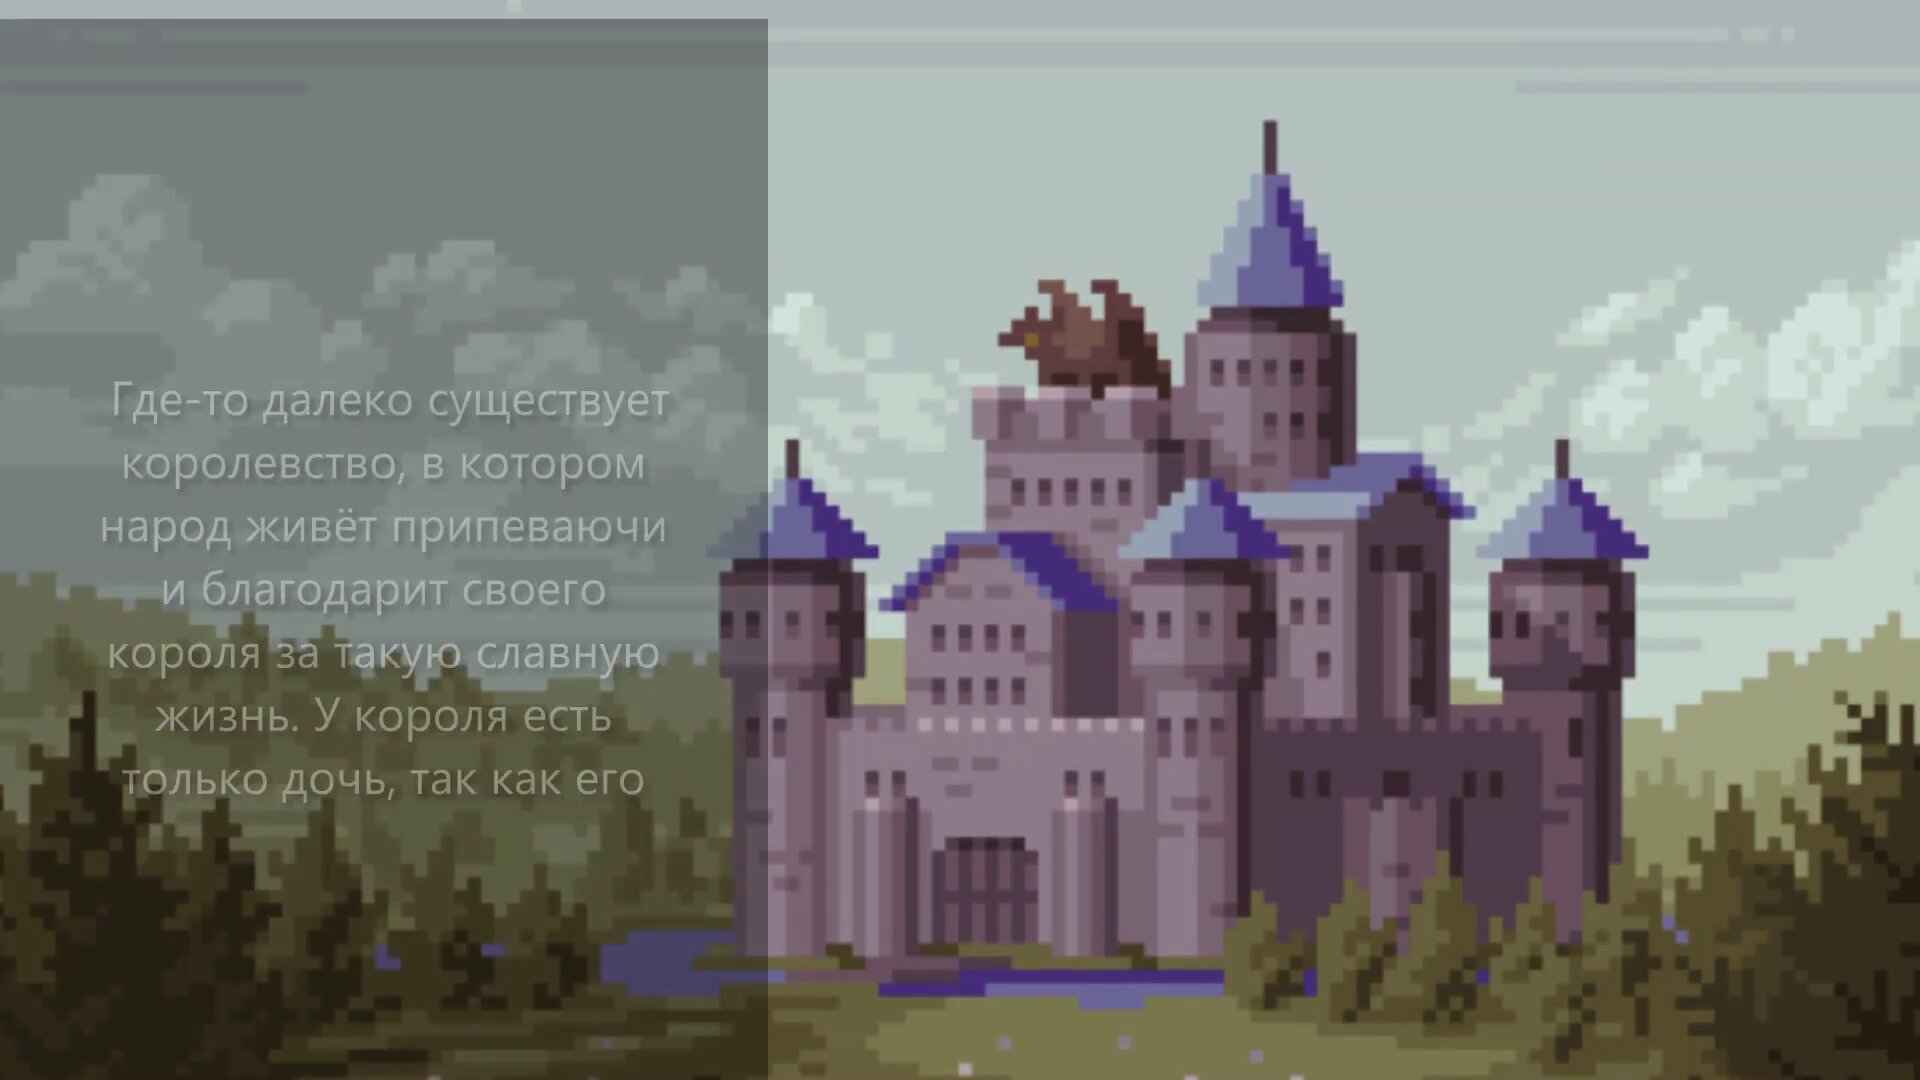 Где-то далеко существует
королевство, в котором
народ живёт припеваючи
и благодарит своего
короля за такую славную
жизнь. У короля есть
только дочь, так как его